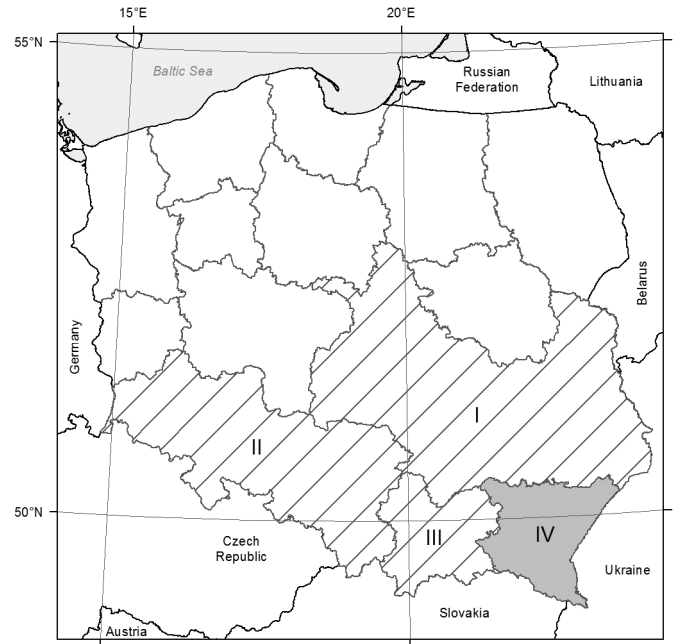 15°E
20°E
55°N
Baltic Sea
Russian
Federation
Lithuania
Belarus
Germany
I
II
50°N
III
IV
Czech
Republic
Ukraine
Slovakia
Austria